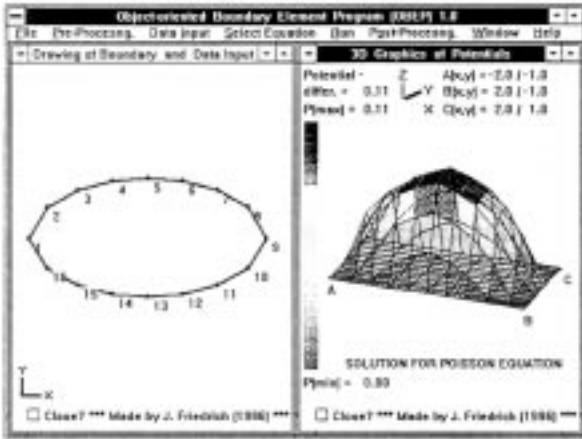 Object-oriented Boundary Element Program (OBEP) 1.0
File Pre-Processng. Data Input Select Equation Run Post-Processng. Window Help
Drawing of Boundary and Data Input
3D Graphics of Potentials
Potential -
differ. = 0.11
P(max) = 0.11
Z
Y
X
A(x,y) = -2.0 / -1.0
B(x,y) = 2.0 / -1.0
C(x,y) = 2.0 / 1.0
1
2
3
4
5
6
7
8
9
10
11
12
13
14
15
16
A
B
C
SOLUTION FOR POISSON EQUATION
P(min) = 0.00
Y
X
Close? *** Made by J. Friedrich (1996) ***
Close? *** Made by J. Friedrich (1996) ***